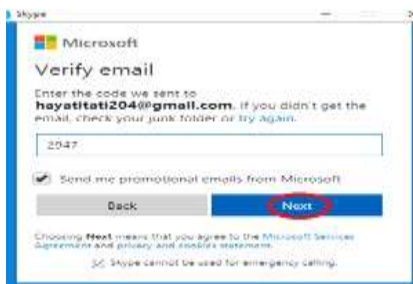 Skype
Microsoft
Verify email
Enter the code we sent to
hayatitati204@gmail.com. If you didn't get the
email, check your junk folder or try again.
2947
Send me promotional emails from Microsoft
Back Next
Choosing Next means that you agree to the Microsoft Services
Agreement and privacy and cookies statement.
Skype cannot be used for emergency calling.